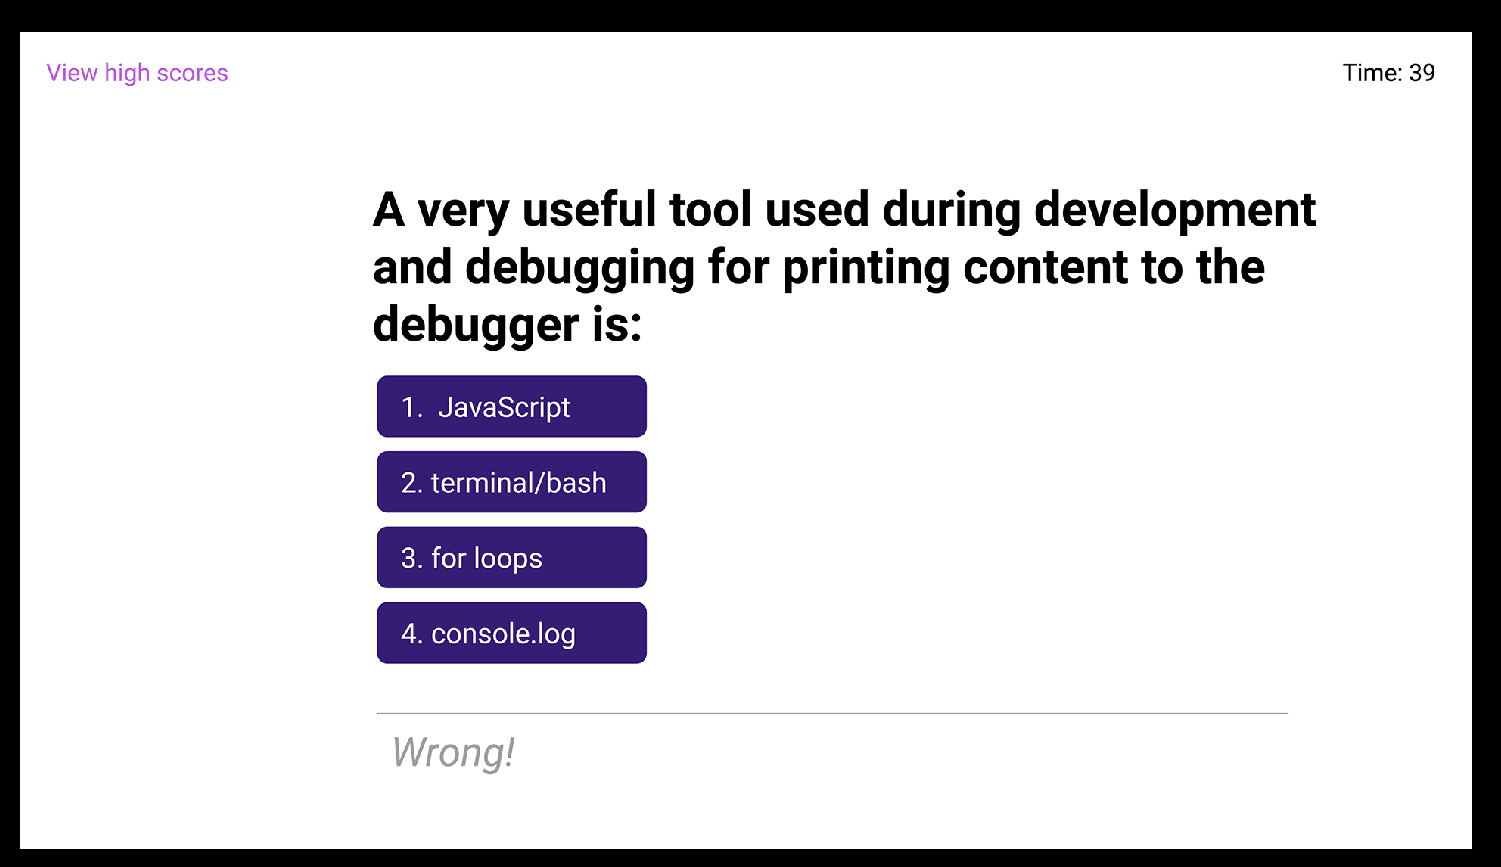 View high scores
Time: 39
A very useful tool used during development
and debugging for printing content to the
debugger is:
1. JavaScript
2. terminal/bash
3. for loops
4. console.log
Wrong!